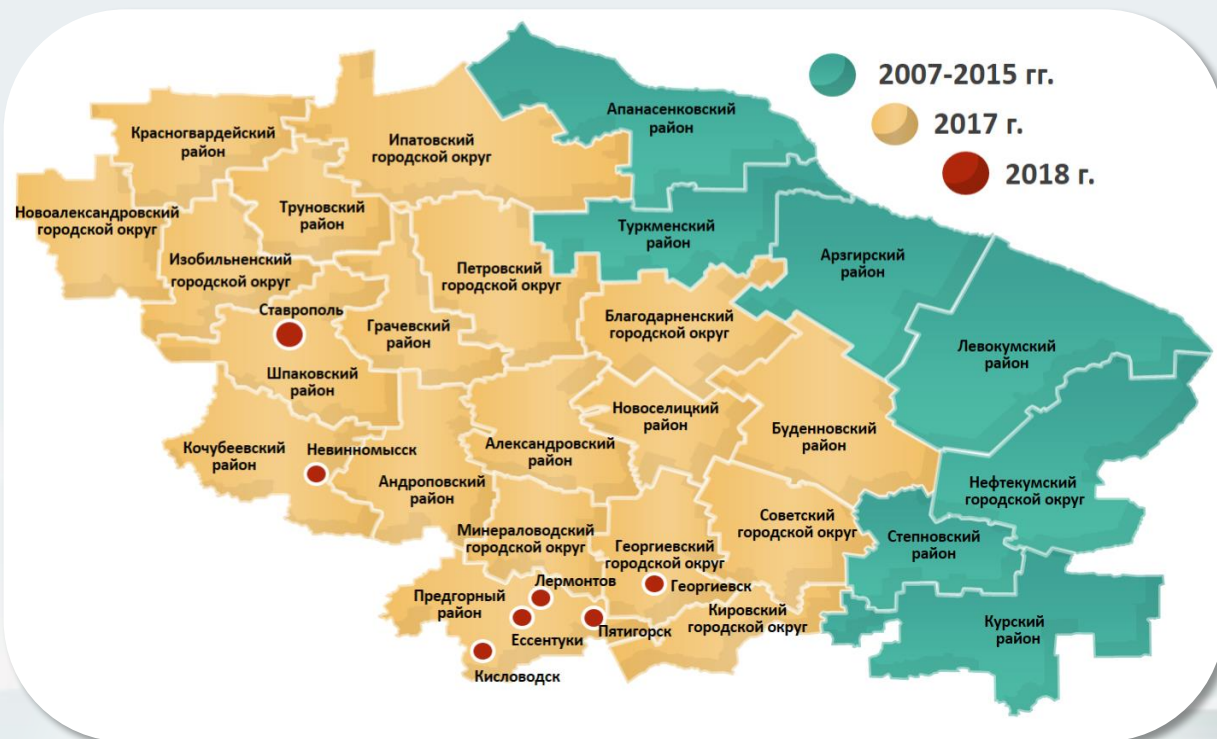 2007-2015 гг.
2017 г.
2018 г.
Апанасенковский
район
Красногвардейский
район
Ипатовский
городской округ
Новоалександровский
городской округ
Труновский
район
Туркменский
район
Изобильненский
городской округ
Петровский
городской округ
Арзгирский
район
Ставрополь
Грачевский
район
Благодарненский
городской округ
Левокумский
район
Шпаковский
район
Новоселицкий
район
Буденновский
район
Кочубеевский
район
Невинномысск
Александровский
район
Андроповский
район
Нефтекумский
городской округ
Минераловодский
городской округ
Советский
городской округ
Степновский
район
Георгиевский
городской округ
Лермонтов
Георгиевск
Предгорный
район
Кировский
городской округ
Ессентуки
Пятигорск
Курский
район
Кисловодск